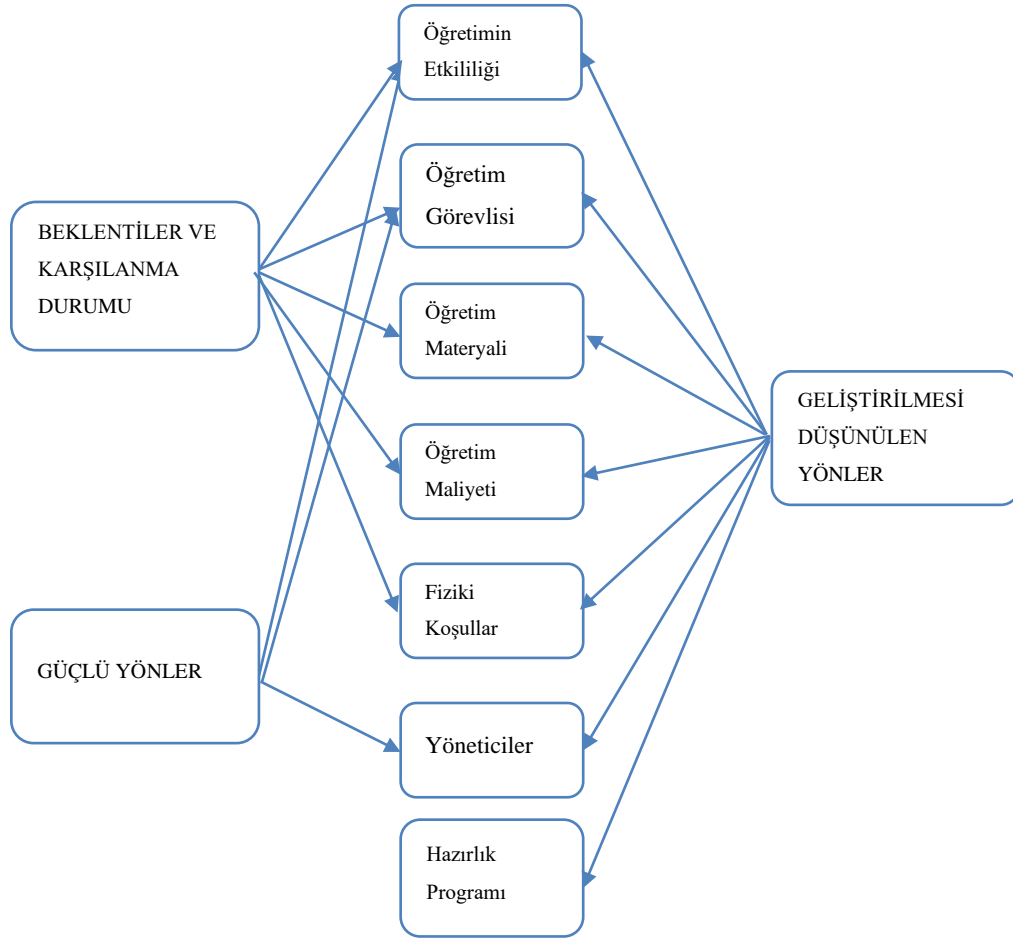 Öğretimin
Etkililiği
Öğretim
Görevlisi
BEKLENTİLER VE
KARŞILANMA
DURUMU
Öğretim
Materyali
GELİŞTİRİLMESİ
DÜŞÜNÜLEN
YÖNLER
Öğretim
Maliyeti
Fiziki
Koşullar
GÜÇLÜ YÖNLER
Yöneticiler
Hazırlık
Programı